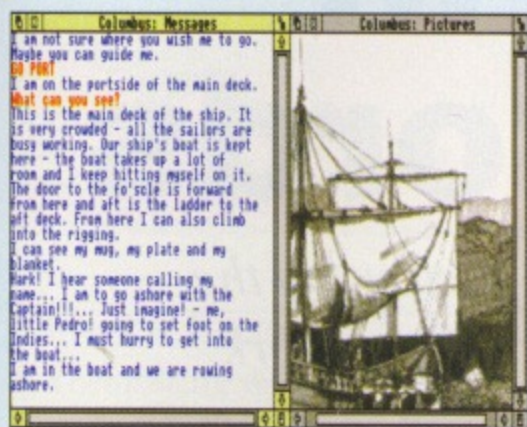 Columbus: Messages
I am not sure where you wish me to go.
Maybe you can guide me.
GO PORT
I am on the portside of the main deck.
What can you see?
This is the main deck of the ship. It
is very crowded - all the sailors are
busy working. Our ship's boat is kept
here - the boat takes up a lot of
room and I keep hitting myself on it.
The door to the fo'scle is forward
from here and aft is the ladder to the
aft deck. From here I can also climb
into the rigging.
I can see my mug, my plate and my
blanket.
Hark! I hear someone calling my
name... I am to go ashore with the
Captain!!!... Just imagine! - me,
little Pedro! going to set foot on the
Indies... I must hurry to get into
the boat...
I am in the boat and we are rowing
ashore.
Columbus: Pictures